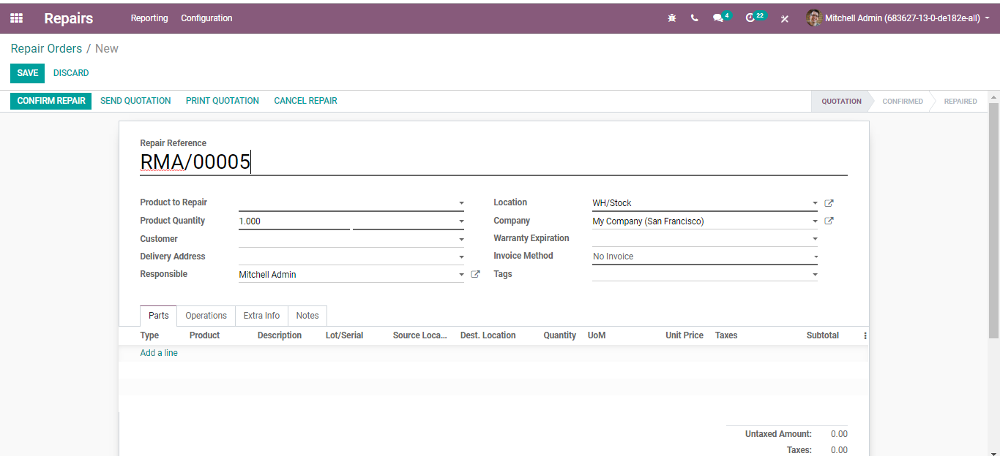 Repairs Reporting Configuration 4 22 Mitchell Admin (683627-13-0-de182e-all)
Repair Orders / New
SAVE DISCARD
CONFIRM REPAIR SEND QUOTATION PRINT QUOTATION CANCEL REPAIR QUOTATION CONFIRMED REPAIRED
Repair Reference
RMA/00005
Product to Repair
Product Quantity 1.000
Customer
Delivery Address
Responsible Mitchell Admin
Location WH/Stock
Company My Company (San Francisco)
Warranty Expiration
Invoice Method No Invoice
Tags
Parts Operations Extra Info Notes
Type Product Description Lot/Serial Source Loca... Dest. Location Quantity UoM Unit Price Taxes Subtotal
Add a line
Untaxed Amount: 0.00
Taxes: 0.00